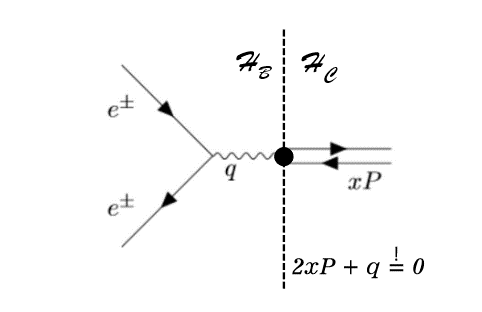 ℋ_ℬ ℋ_𝒞
e^±
q
e^±
xP
2xP + q =^! 0